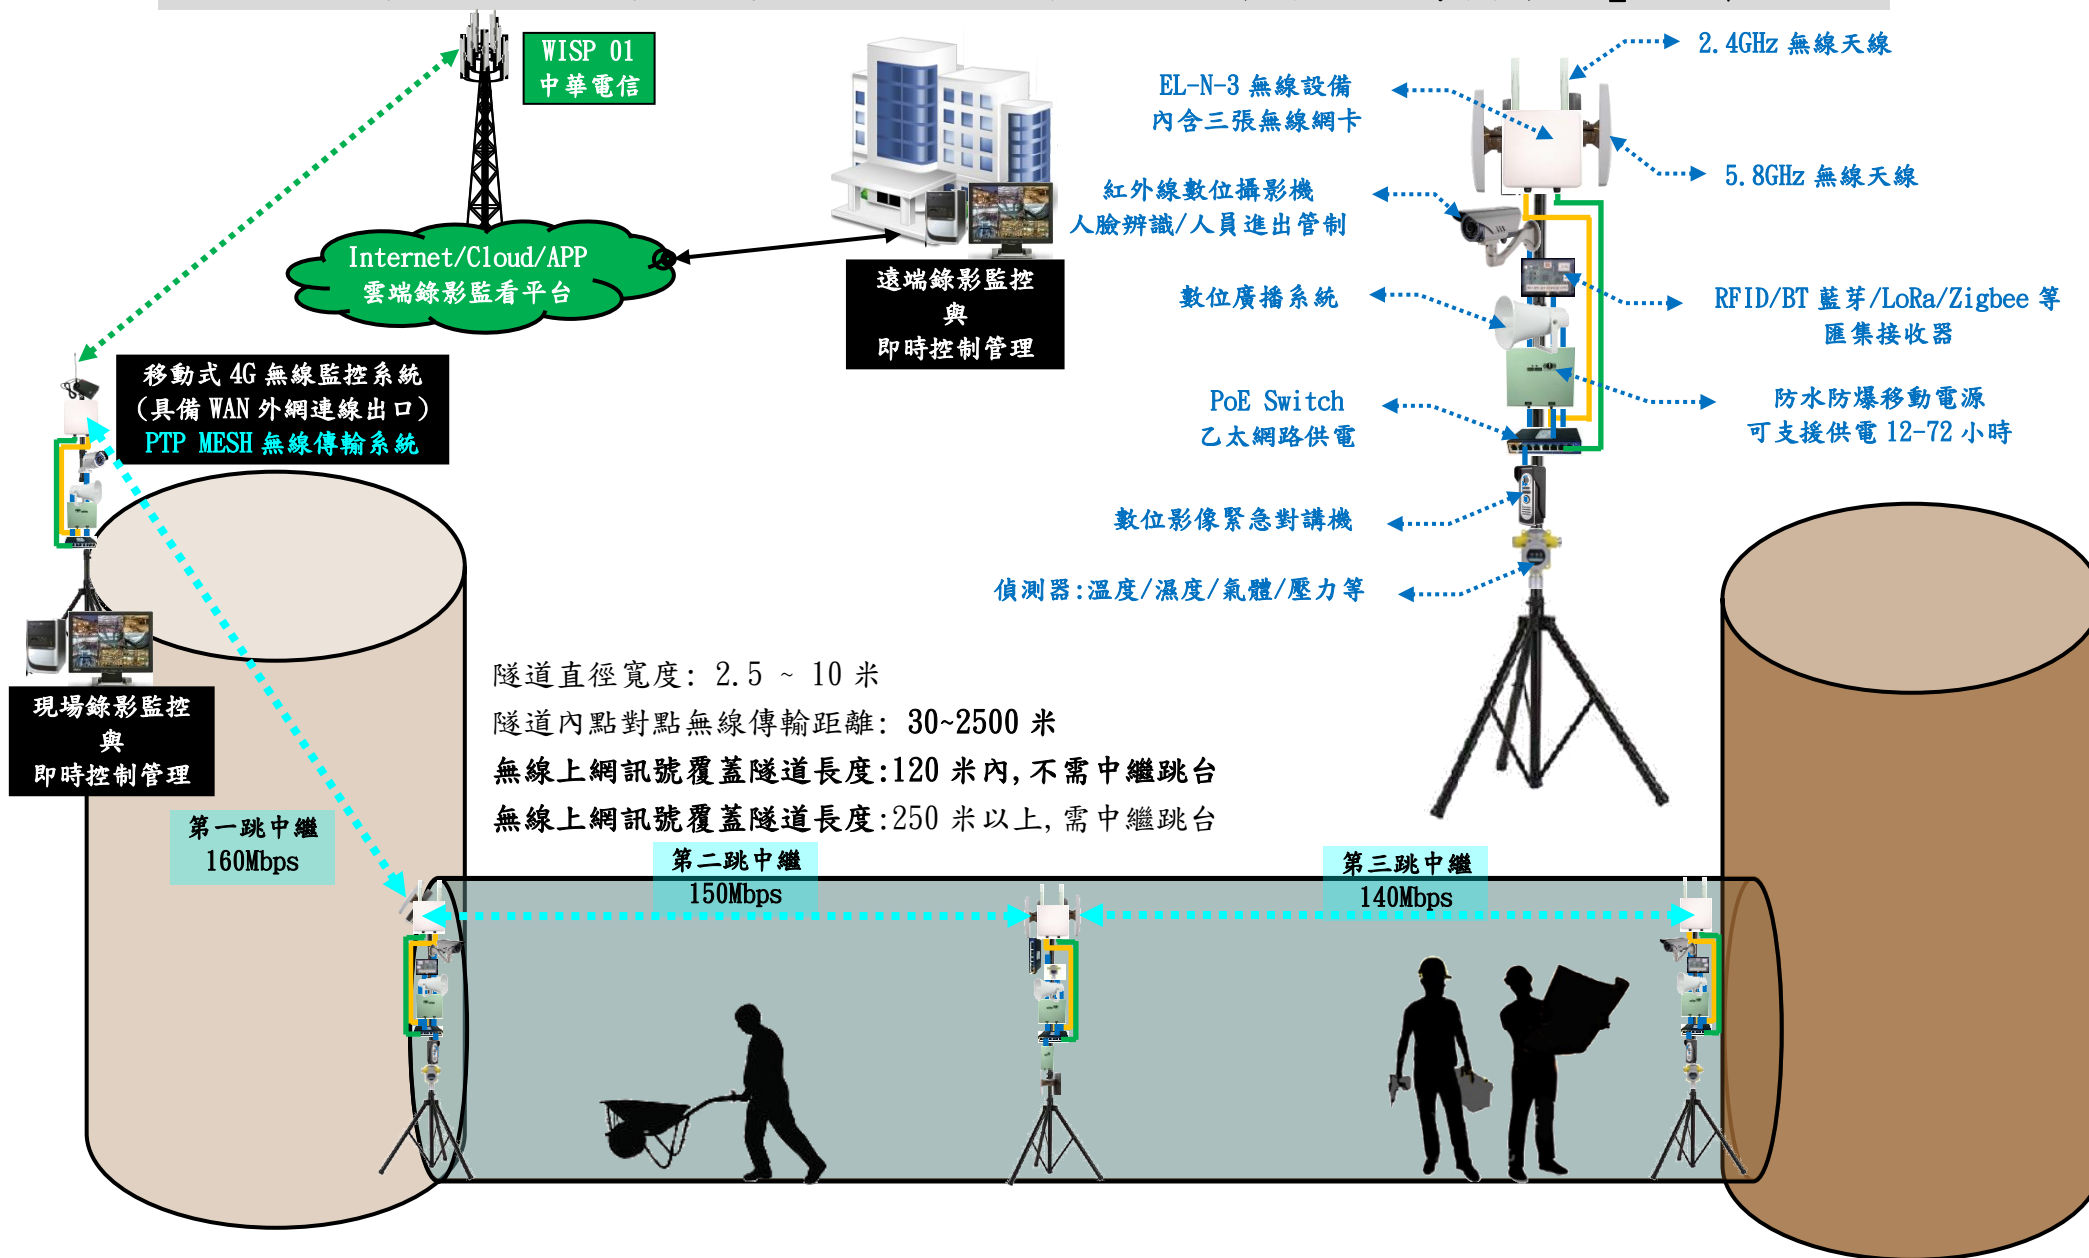 WISP 01
中華電信
Internet/Cloud/APP
雲端錄影監看平台
遠端錄影監控
與
即時控制管理
移動式 4G 無線監控系統
(具備 WAN 外網連線出口)
PTP MESH 無線傳輸系統
現場錄影監控
與
即時控制管理
2.4GHz 無線天線
EL-N-3 無線設備
內含三張無線網卡
5.8GHz 無線天線
紅外線數位攝影機
人臉辨識/人員進出管制
數位廣播系統
RFID/BT 藍芽/LoRa/Zigbee 等
匯集接收器
PoE Switch
乙太網路供電
防水防爆移動電源
可支援供電 12-72 小時
數位影像緊急對講機
偵測器:溫度/濕度/氣體/壓力等
隧道直徑寬度: 2.5 ~ 10 米
隧道內點對點無線傳輸距離: 30~2500 米
無線上網訊號覆蓋隧道長度:120 米內,不需中繼跳台
無線上網訊號覆蓋隧道長度:250 米以上,需中繼跳台
第一跳中繼
160Mbps
第二跳中繼
150Mbps
第三跳中繼
140Mbps